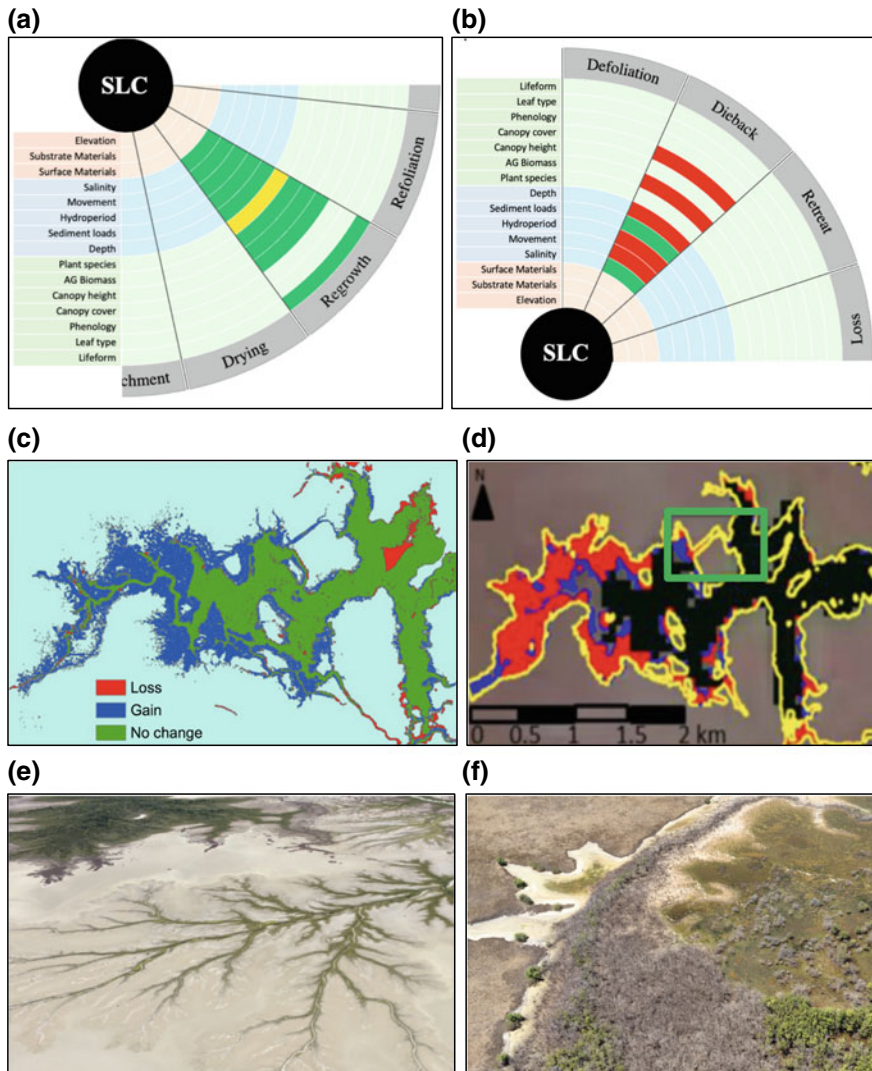 (a)
SLC
Elevation
Substrate Materials
Surface Materials
Salinity
Movement
Hydroperiod
Sediment loads
Depth
Plant species
AG Biomass
Canopy height
Canopy cover
Phenology
Leaf type
Lifeform
chment
Drying
Regrowth
Refoliation
(b)
Defoliation
Dieback
Retreat
Loss
Lifeform
Leaf type
Phenology
Canopy cover
Canopy height
AG Biomass
Plant species
Depth
Sediment loads
Hydroperiod
Movement
Salinity
Surface Materials
Substrate Materials
Elevation
SLC
(c)
Loss
Gain
No change
(d)
N
0 0.5 1 1.5 2 km
(e)
(f)